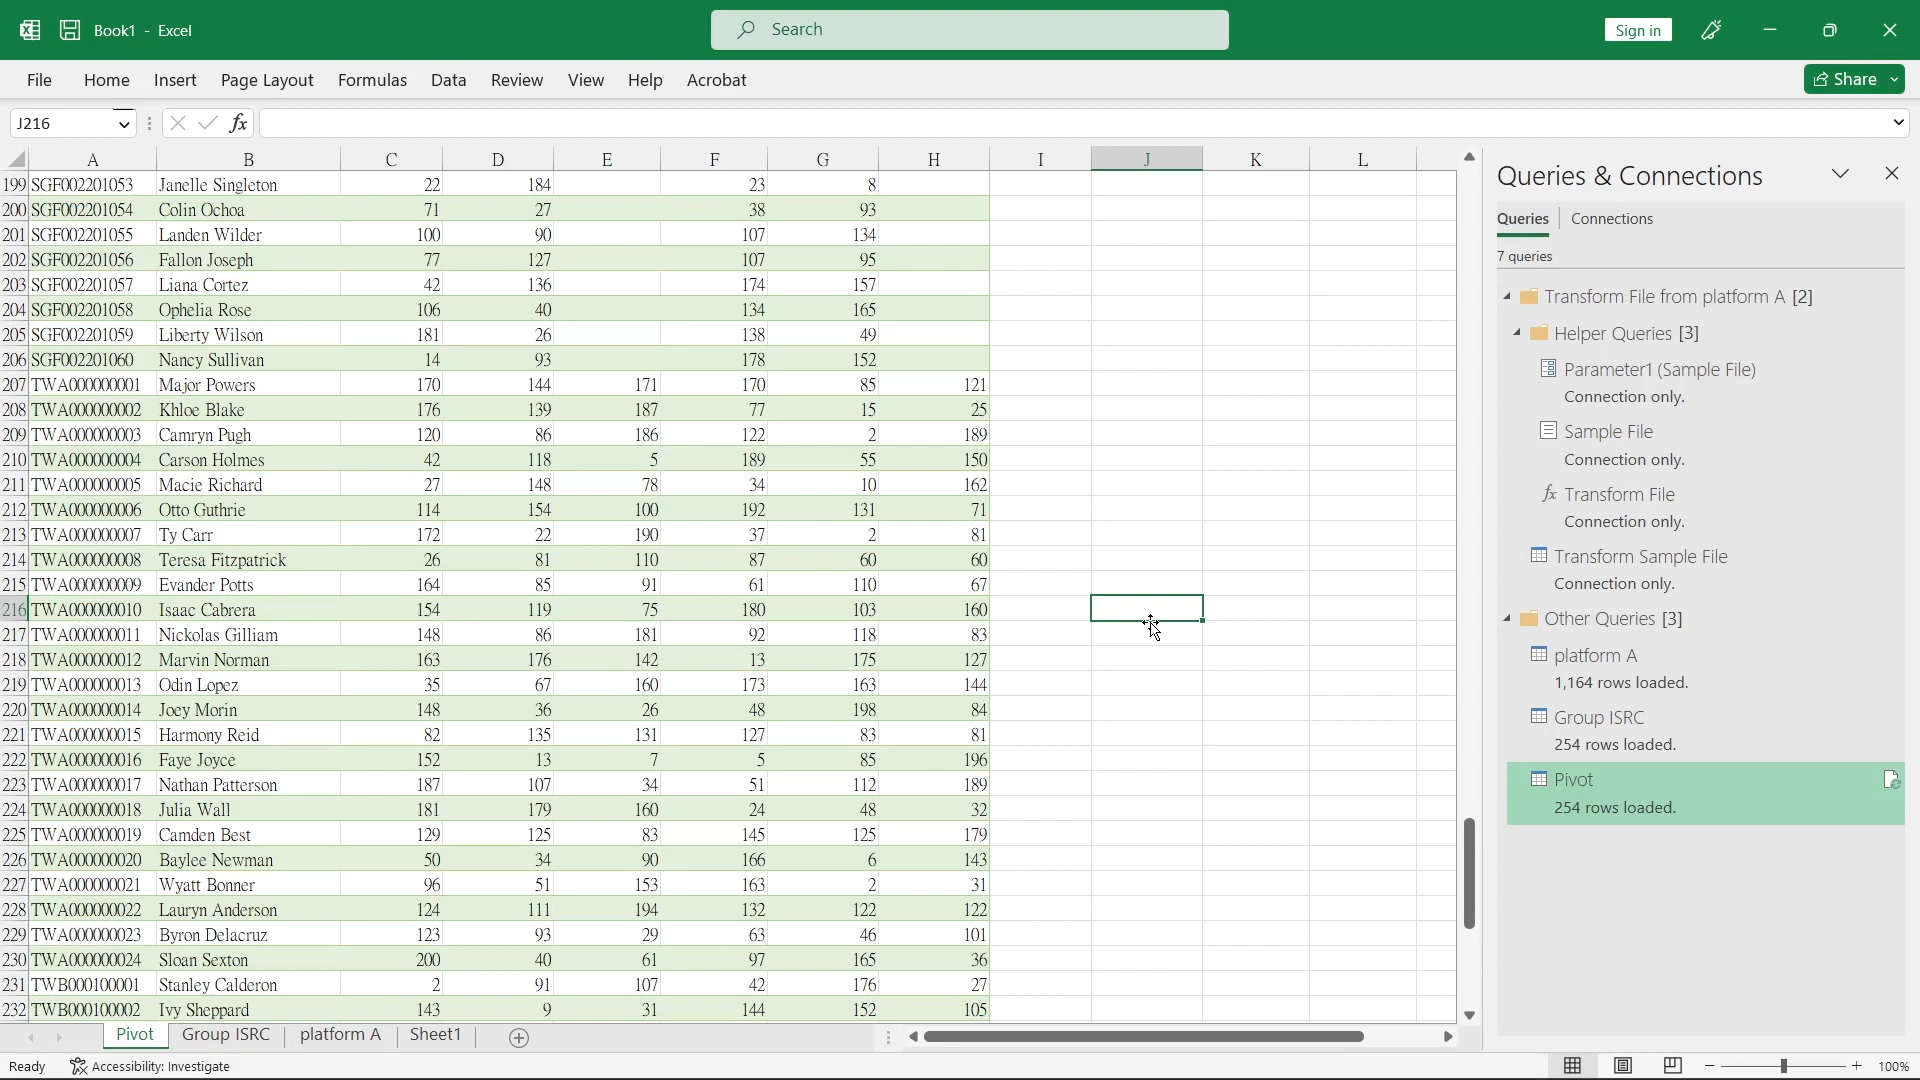 Book1 - Excel
Search
Sign in
File Home Insert Page Layout Formulas Data Review View Help Acrobat
Share
J216
fx
A B C D E F G H I J K L
199 SGF002201053 Janelle Singleton 22 184 23 8
200 SGF002201054 Colin Ochoa 71 27 38 93
201 SGF002201055 Landen Wilder 100 90 107 134
202 SGF002201056 Fallon Joseph 77 127 107 95
203 SGF002201057 Liana Cortez 42 136 174 157
204 SGF002201058 Ophelia Rose 106 40 134 165
205 SGF002201059 Liberty Wilson 181 26 138 49
206 SGF002201060 Nancy Sullivan 14 93 178 152
207 TWA000000001 Major Powers 170 144 171 170 85 121
208 TWA000000002 Khloe Blake 176 139 187 77 15 25
209 TWA000000003 Camryn Pugh 120 86 186 122 2 189
210 TWA000000004 Carson Holmes 42 118 5 189 55 150
211 TWA000000005 Macie Richard 27 148 78 34 10 162
212 TWA000000006 Otto Guthrie 114 154 100 192 131 71
213 TWA000000007 Ty Carr 172 22 190 37 2 81
214 TWA000000008 Teresa Fitzpatrick 26 81 110 87 60 60
215 TWA000000009 Evander Potts 164 85 91 61 110 67
216 TWA000000010 Isaac Cabrera 154 119 75 180 103 160
217 TWA000000011 Nickolas Gilliam 148 86 181 92 118 83
218 TWA000000012 Marvin Norman 163 176 142 13 175 127
219 TWA000000013 Odin Lopez 35 67 160 173 163 144
220 TWA000000014 Joey Morin 148 36 26 48 198 84
221 TWA000000015 Harmony Reid 82 135 131 127 83 81
222 TWA000000016 Faye Joyce 152 13 7 5 85 196
223 TWA000000017 Nathan Patterson 187 107 34 51 112 189
224 TWA000000018 Julia Wall 181 179 160 24 48 32
225 TWA000000019 Camden Best 129 125 83 145 125 179
226 TWA000000020 Baylee Newman 50 34 90 166 6 143
227 TWA000000021 Wyatt Bonner 96 51 153 163 2 31
228 TWA000000022 Lauryn Anderson 124 111 194 132 122 122
229 TWA000000023 Byron Delacruz 123 93 29 63 46 101
230 TWA000000024 Sloan Sexton 200 40 61 97 165 36
231 TWB000100001 Stanley Calderon 2 91 107 42 176 27
232 TWB000100002 Ivy Sheppard 143 9 31 144 152 105
Pivot Group ISRC platform A Sheet1
Ready Accessibility: Investigate
100%
Queries & Connections
Queries Connections
7 queries
Transform File from platform A [2]
Helper Queries [3]
Parameter1 (Sample File)
Connection only.
Sample File
Connection only.
fx Transform File
Connection only.
Transform Sample File
Connection only.
Other Queries [3]
platform A
1,164 rows loaded.
Group ISRC
254 rows loaded.
Pivot
254 rows loaded.